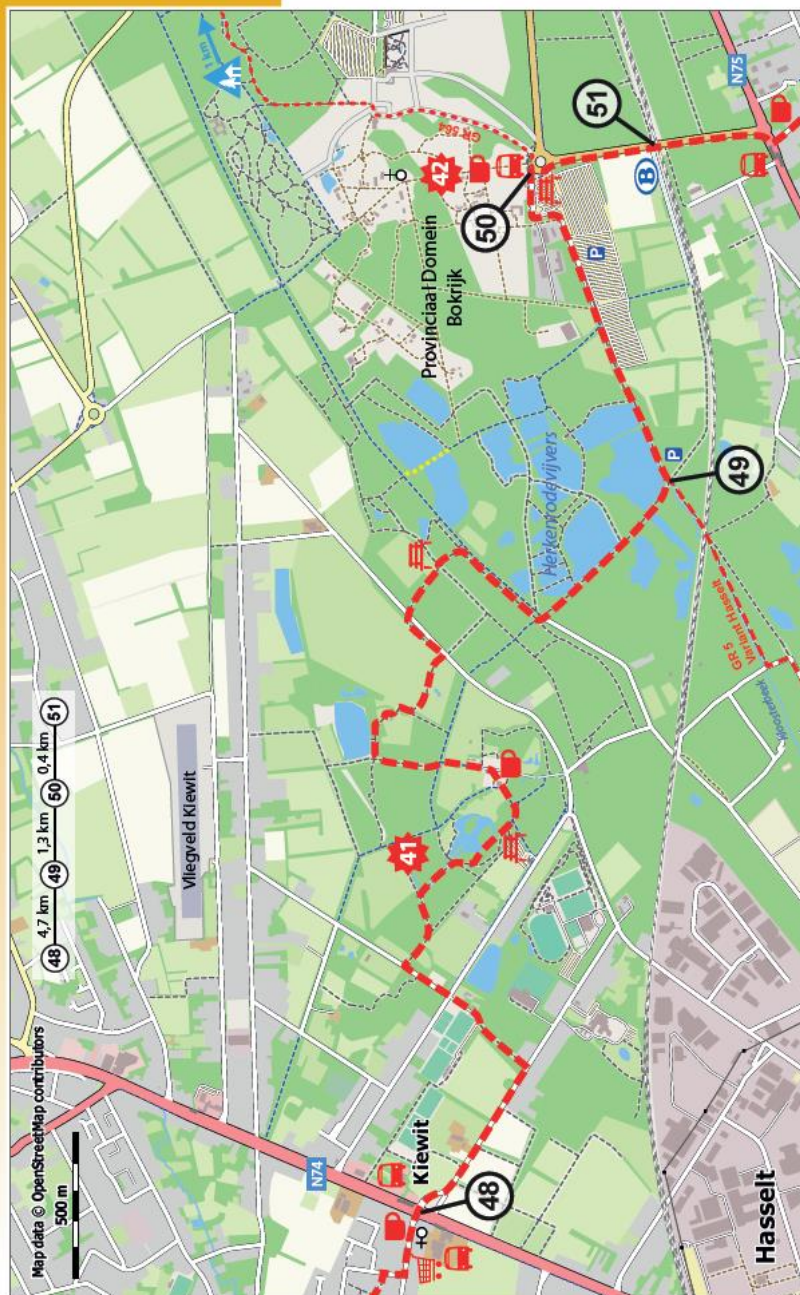 Map data © OpenStreetMap contributors
500 m
48 4,7 km 49 1,3 km 50 0,4 km 51
N74
Vliegveld Kiewit
Kiewit
48
41
Hasselt
GR 5
Variant Hasselt
49
P
Herkenrodevijvers
Provinciaal Domein
Bokrijk
42
50
P
B
51
GR 564
1 km
N75